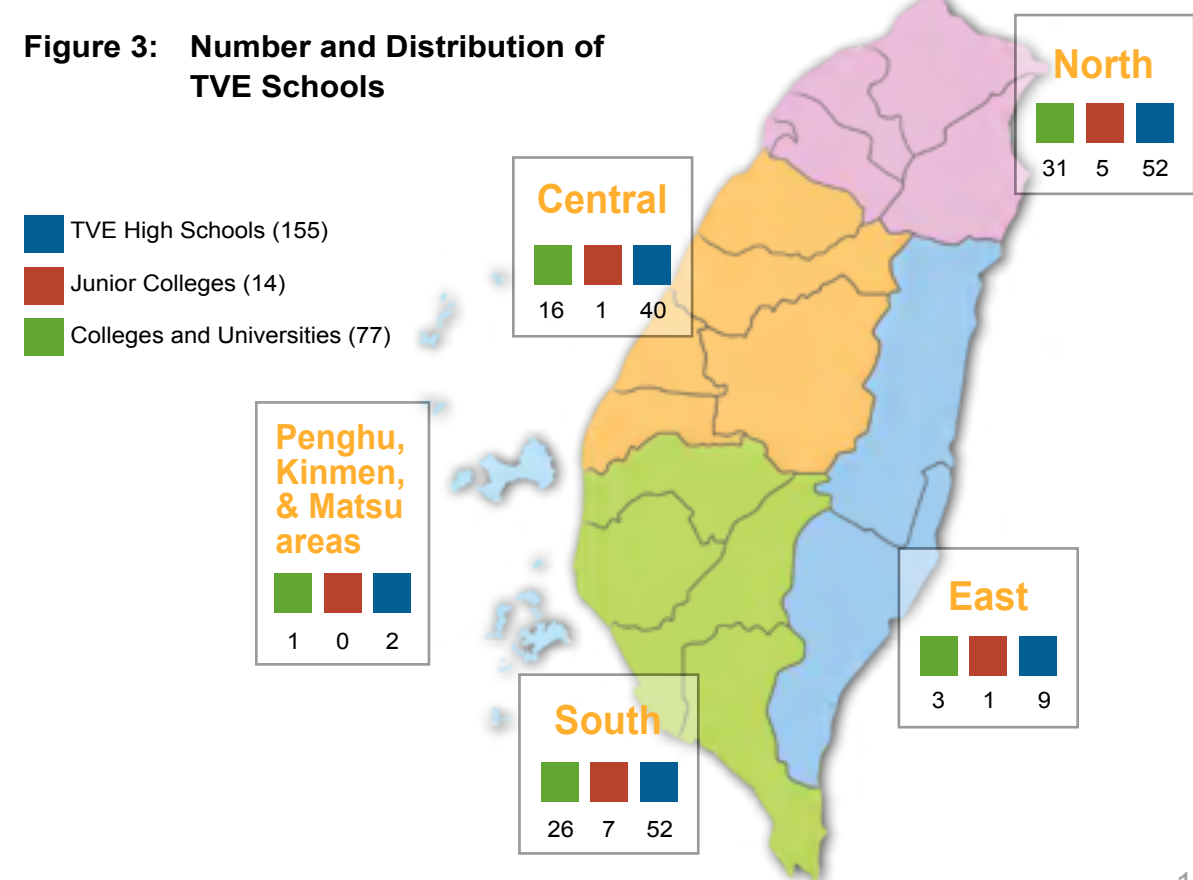 Figure 3: Number and Distribution of
TVE Schools
North
31 5 52
Central
16 1 40
TVE High Schools (155)
Junior Colleges (14)
Colleges and Universities (77)
Penghu,
Kinmen,
& Matsu
areas
1 0 2
East
3 1 9
South
26 7 52
1